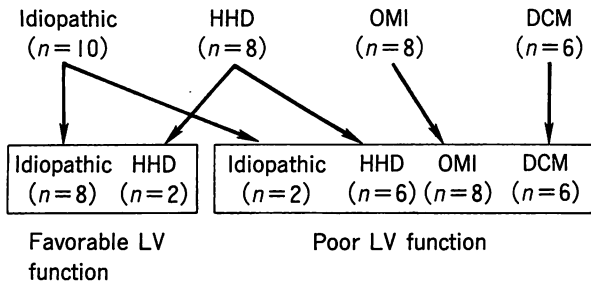 Idiopathic HHD OMI DCM
(n=10) (n=8) (n=8) (n=6)
Idiopathic HHD Idiopathic HHD OMI DCM
(n=8) (n=2) (n=2) (n=6) (n=8) (n=6)
Favorable LV Poor LV function
function